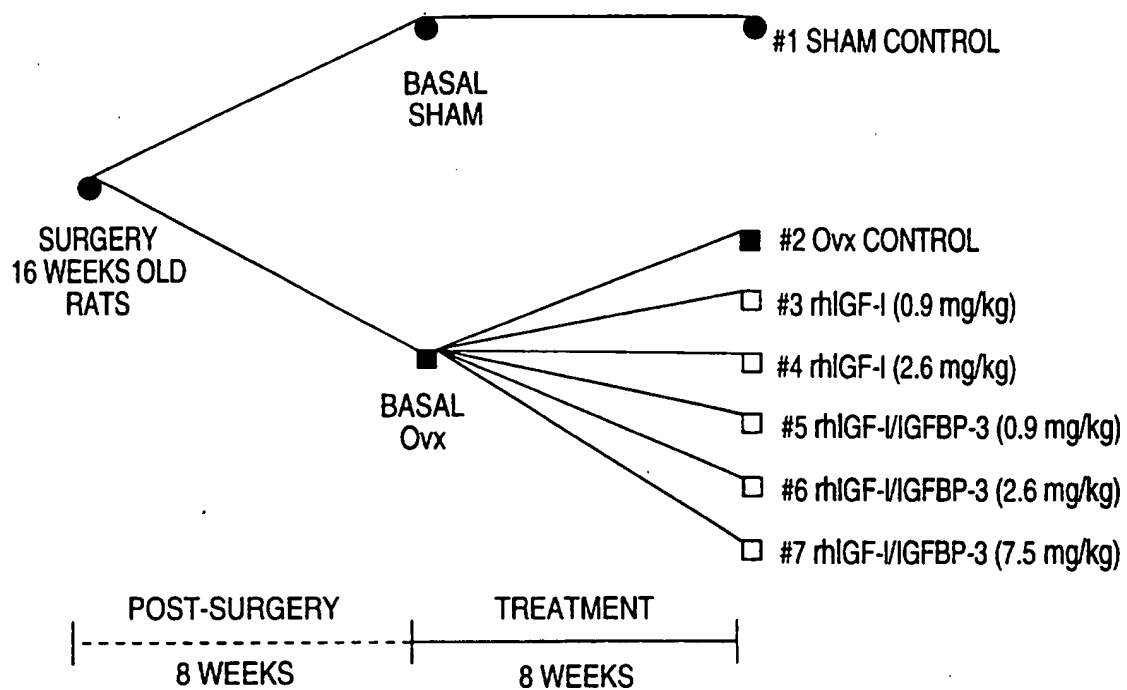 #1 SHAM CONTROL
BASAL
SHAM
SURGERY
16 WEEKS OLD
RATS
#2 Ovx CONTROL
#3 rhIGF-I (0.9 mg/kg)
#4 rhIGF-I (2.6 mg/kg)
BASAL
Ovx
#5 rhIGF-I/IGFBP-3 (0.9 mg/kg)
#6 rhIGF-I/IGFBP-3 (2.6 mg/kg)
#7 rhIGF-I/IGFBP-3 (7.5 mg/kg)
POST-SURGERY
TREATMENT
8 WEEKS
8 WEEKS